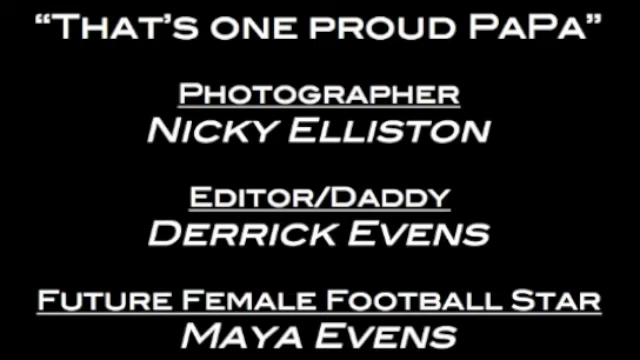 “THAT’S ONE PROUD PAPA”
PHOTOGRAPHER
NICKY ELLISTON
EDITOR/DADDY
DERRICK EVENS
FUTURE FEMALE FOOTBALL STAR
MAYA EVENS